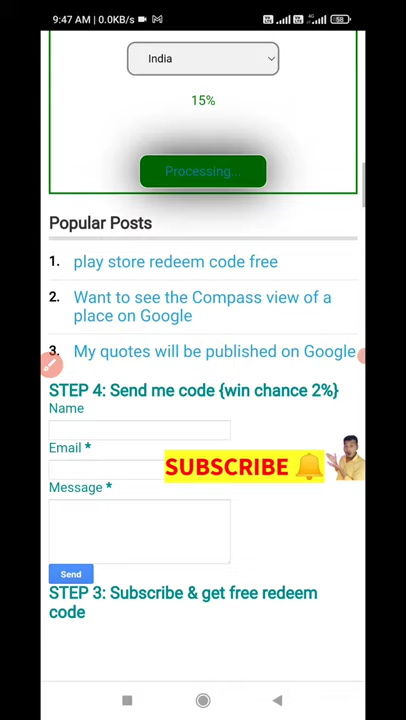 9:47 AM | 0.0KB/s
4G
58
India
15%
Processing...
Popular Posts
1. play store redeem code free
2. Want to see the Compass view of a
place on Google
3. My quotes will be published on Google
STEP 4: Send me code {win chance 2%}
Name
Email *
SUBSCRIBE
Message *
Send
STEP 3: Subscribe & get free redeem
code